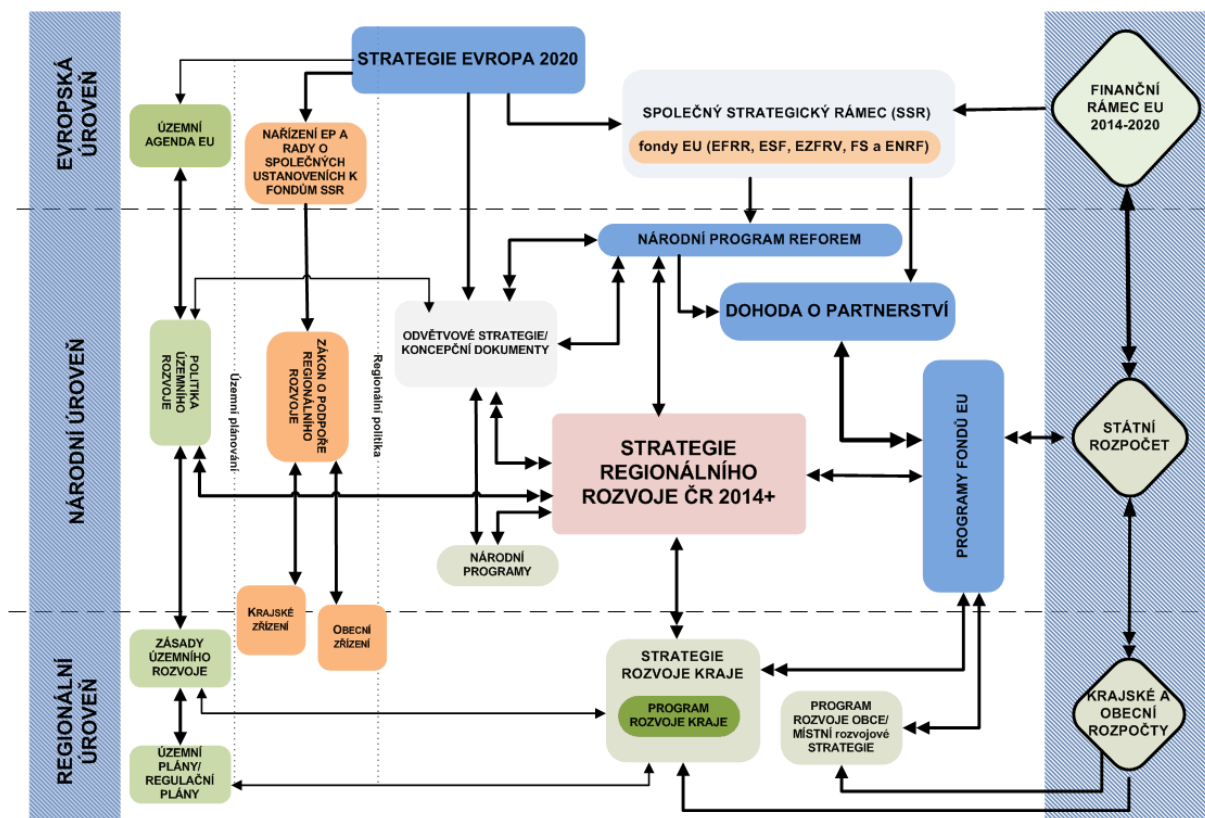 EVROPSKÁ
ÚROVEŇ
STRATEGIE EVROPA 2020
ÚZEMNÍ
AGENDA EU
NAŘÍZENÍ EP A
RADY O
SPOLEČNÝCH
USTANOVENÍCH K
FONDŮM SSR
SPOLEČNÝ STRATEGICKÝ RÁMEC (SSR)
fondy EU (EFRR, ESF, EZFRV, FS a ENRF)
FINANČNÍ
RÁMEC EU
2014-2020
NÁRODNÍ ÚROVEŇ
NÁRODNÍ PROGRAM REFOREM
DOHODA O PARTNERSTVÍ
ODVĚTVOVÉ STRATEGIE/
KONCEPČNÍ DOKUMENTY
POLITIKA
ÚZEMNÍHO
ROZVOJE
Územní plánování
ZÁKON O PODPOŘE
REGIONÁLNÍHO
ROZVOJE
Regionální politika
STRATEGIE
REGIONÁLNÍHO
ROZVOJE ČR 2014+
PROGRAMY FONDŮ EU
STÁTNÍ
ROZPOČET
NÁRODNÍ
PROGRAMY
KRAJSKÉ
ZŘÍZENÍ
OBECNÍ
ZŘÍZENÍ
REGIONÁLNÍ
ÚROVEŇ
ZÁSADY
ÚZEMNÍHO
ROZVOJE
STRATEGIE
ROZVOJE KRAJE
PROGRAM
ROZVOJE KRAJE
PROGRAM
ROZVOJE OBCE/
MÍSTNÍ rozvojové
STRATEGIE
KRAJSKÉ A
OBECNÍ
ROZPOČTY
ÚZEMNÍ
PLÁNY/
REGULAČNÍ
PLÁNY